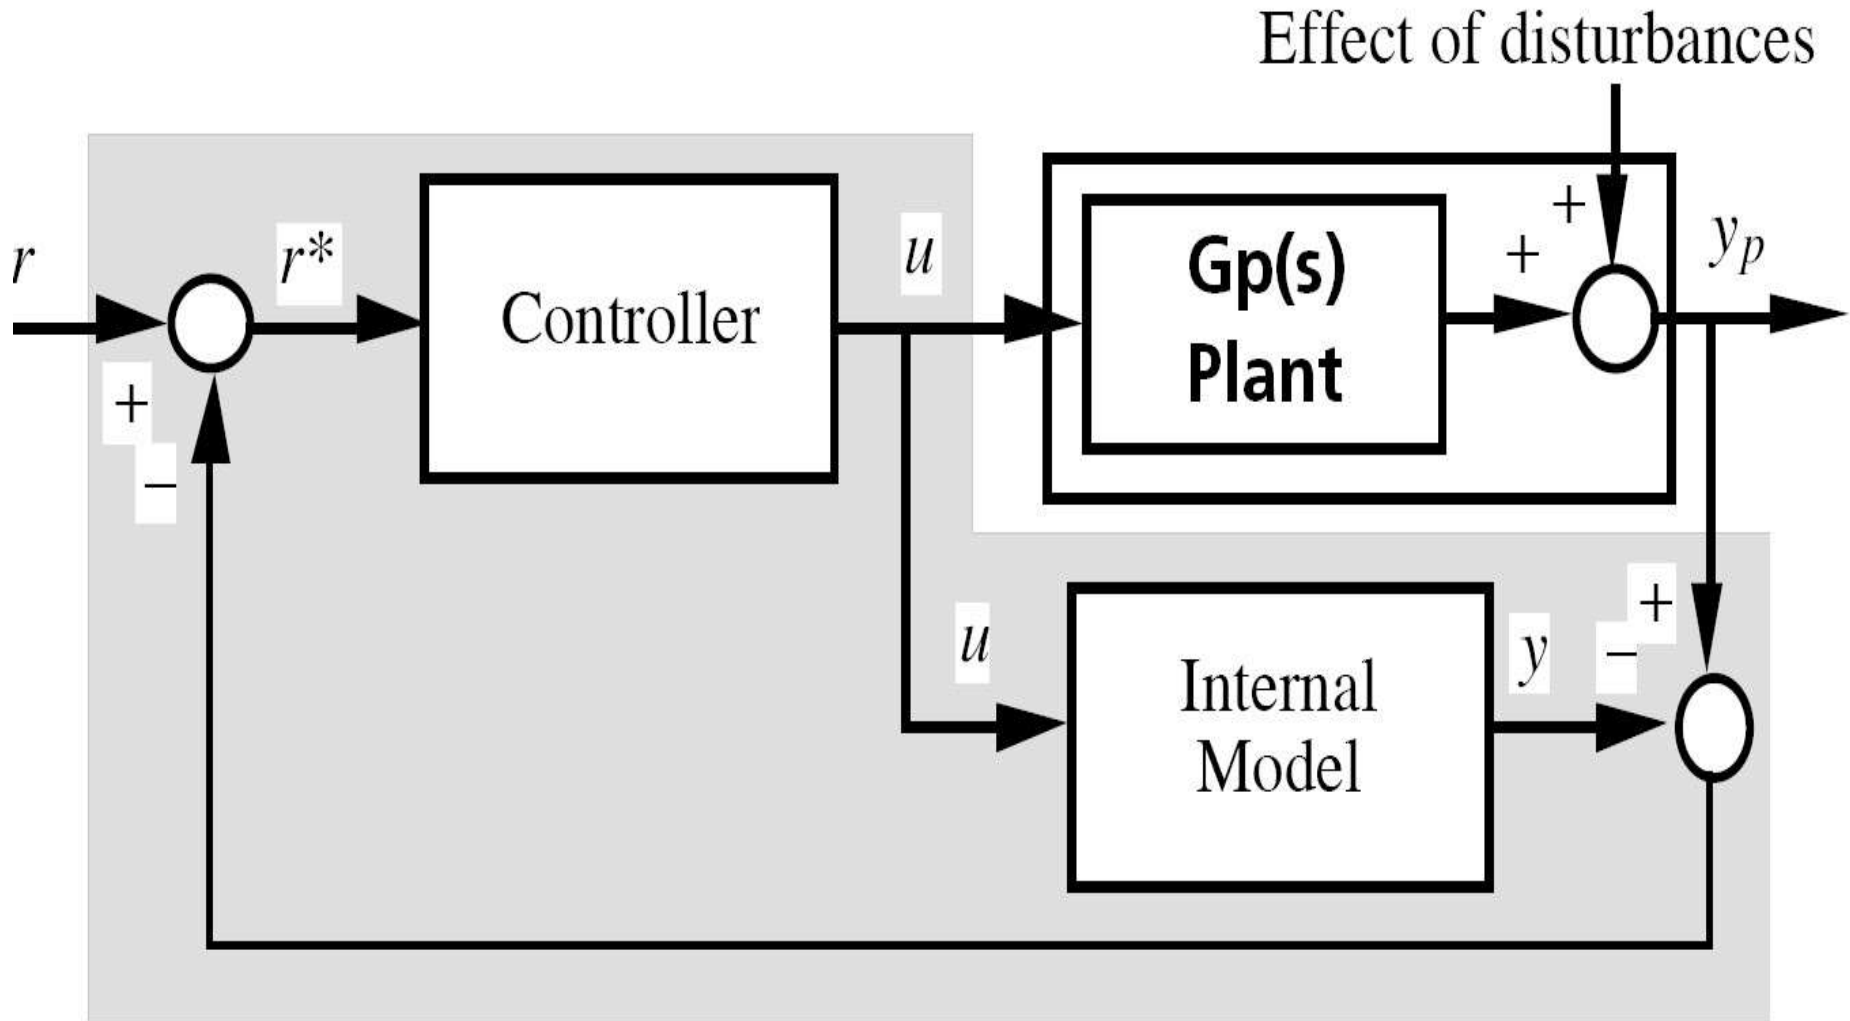 Effect of disturbances
r
r*
Controller
u
Gp(s)
Plant
+
+
yp
+
−
u
Internal
Model
y
−
+